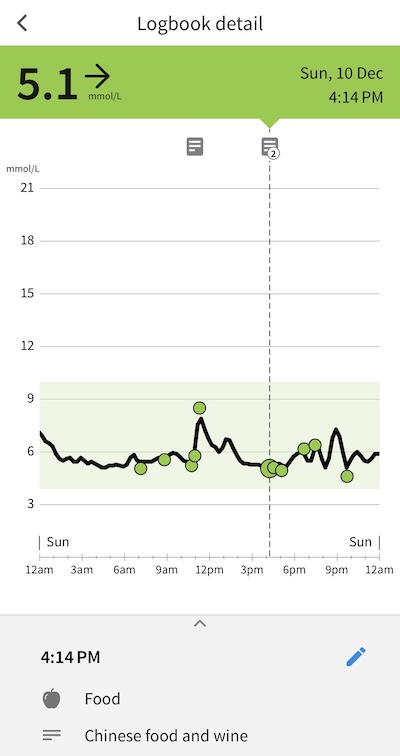 Logbook detail
5.1 mmol/L
Sun, 10 Dec
4:14 PM
2
mmol/L
21
18
15
12
9
6
3
Sun Sun
12am 3am 6am 9am 12pm 3pm 6pm 9pm 12am
4:14 PM
Food
Chinese food and wine